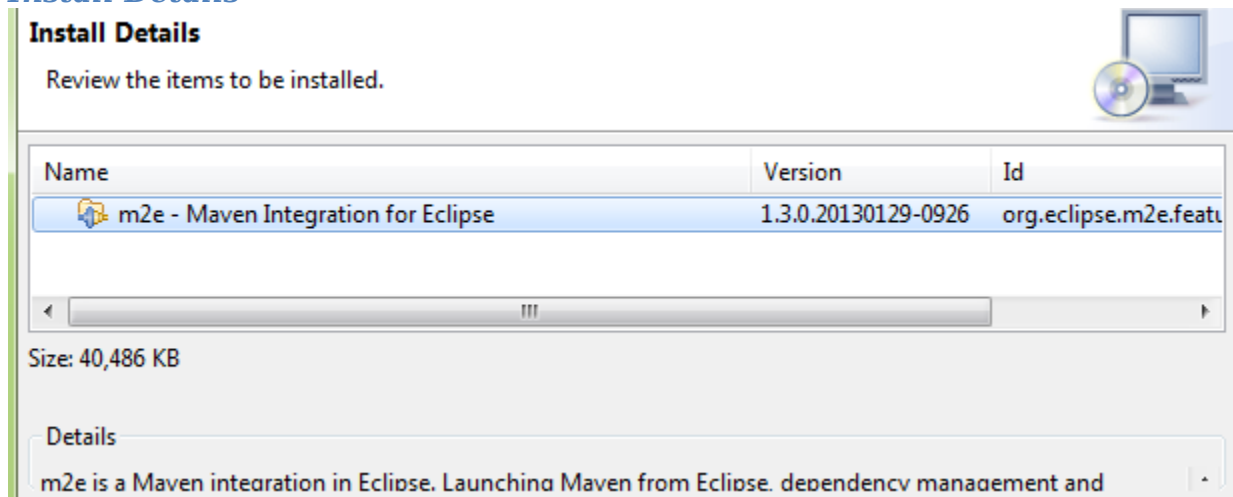 Install Details
Install Details
Review the items to be installed.
Name Version Id
m2e - Maven Integration for Eclipse 1.3.0.20130129-0926 org.eclipse.m2e.featu
Size: 40,486 KB
Details
m2e is a Maven integration in Eclipse. Launching Maven from Eclipse, dependency management and